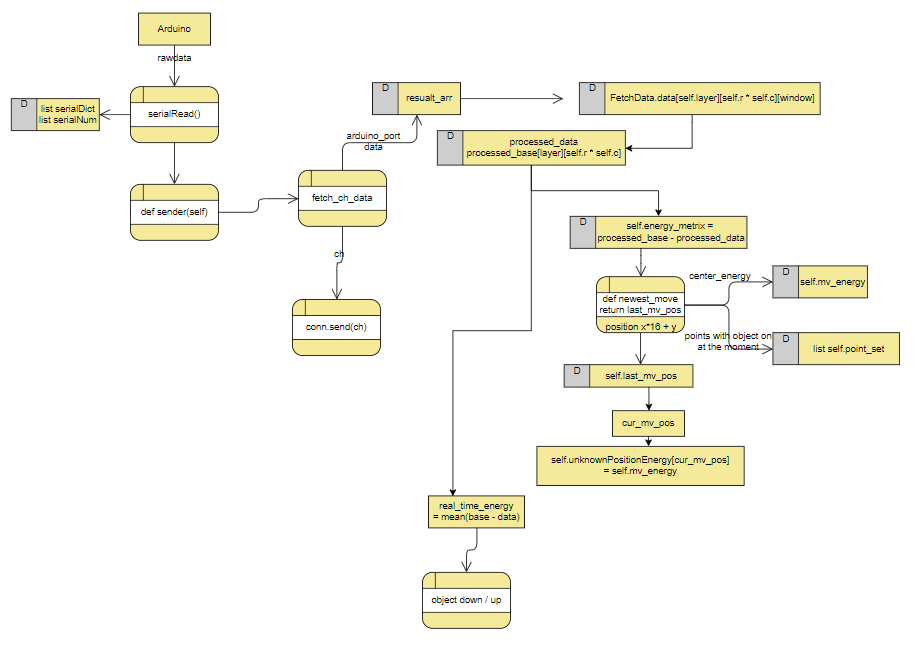 Arduino
rawdata
D
list serialDict
list serialNum
serialRead()
D
resualt_arr
D
FetchData.data[self.layer][self.r * self.c][window]
arduino_port
data
D
processed_data
processed_base[layer][self.r * self.c]
def sender(self)
fetch_ch_data
D
self.energy_metrix =
processed_base - processed_data
ch
conn.send(ch)
def newest_move
return last_mv_pos
position x*16 + y
center_energy
D
self.mv_energy
points with object on
at the moment
D
list self.point_set
D
self.last_mv_pos
cur_mv_pos
self.unknownPositionEnergy[cur_mv_pos]
= self.mv_energy
real_time_energy
= mean(base - data)
object down / up